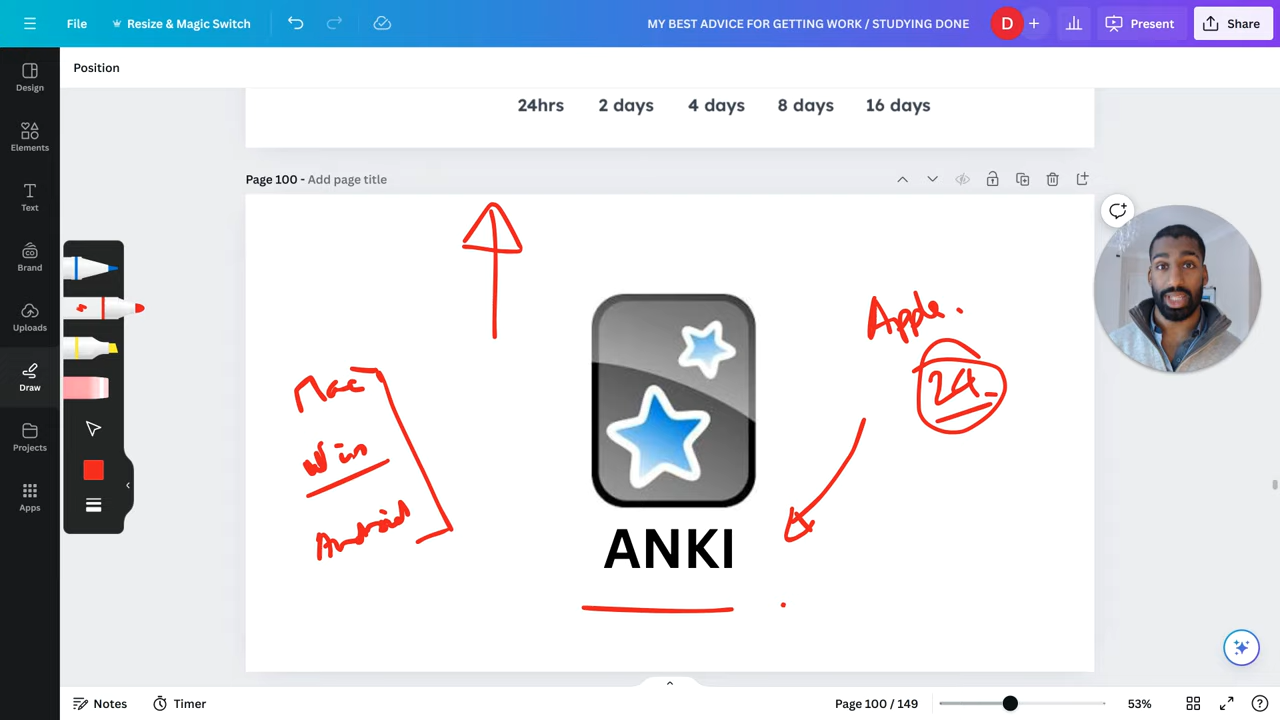 File
Resize & Magic Switch
MY BEST ADVICE FOR GETTING WORK / STUDYING DONE
D
Present
Share
Position
Design
Elements
Text
Brand
Uploads
Draw
Projects
Apps
24hrs 2 days 4 days 8 days 16 days
Page 100 - Add page title
Apple.
24
Mac
Win
Android
ANKI
Notes
Timer
Page 100 / 149
53%